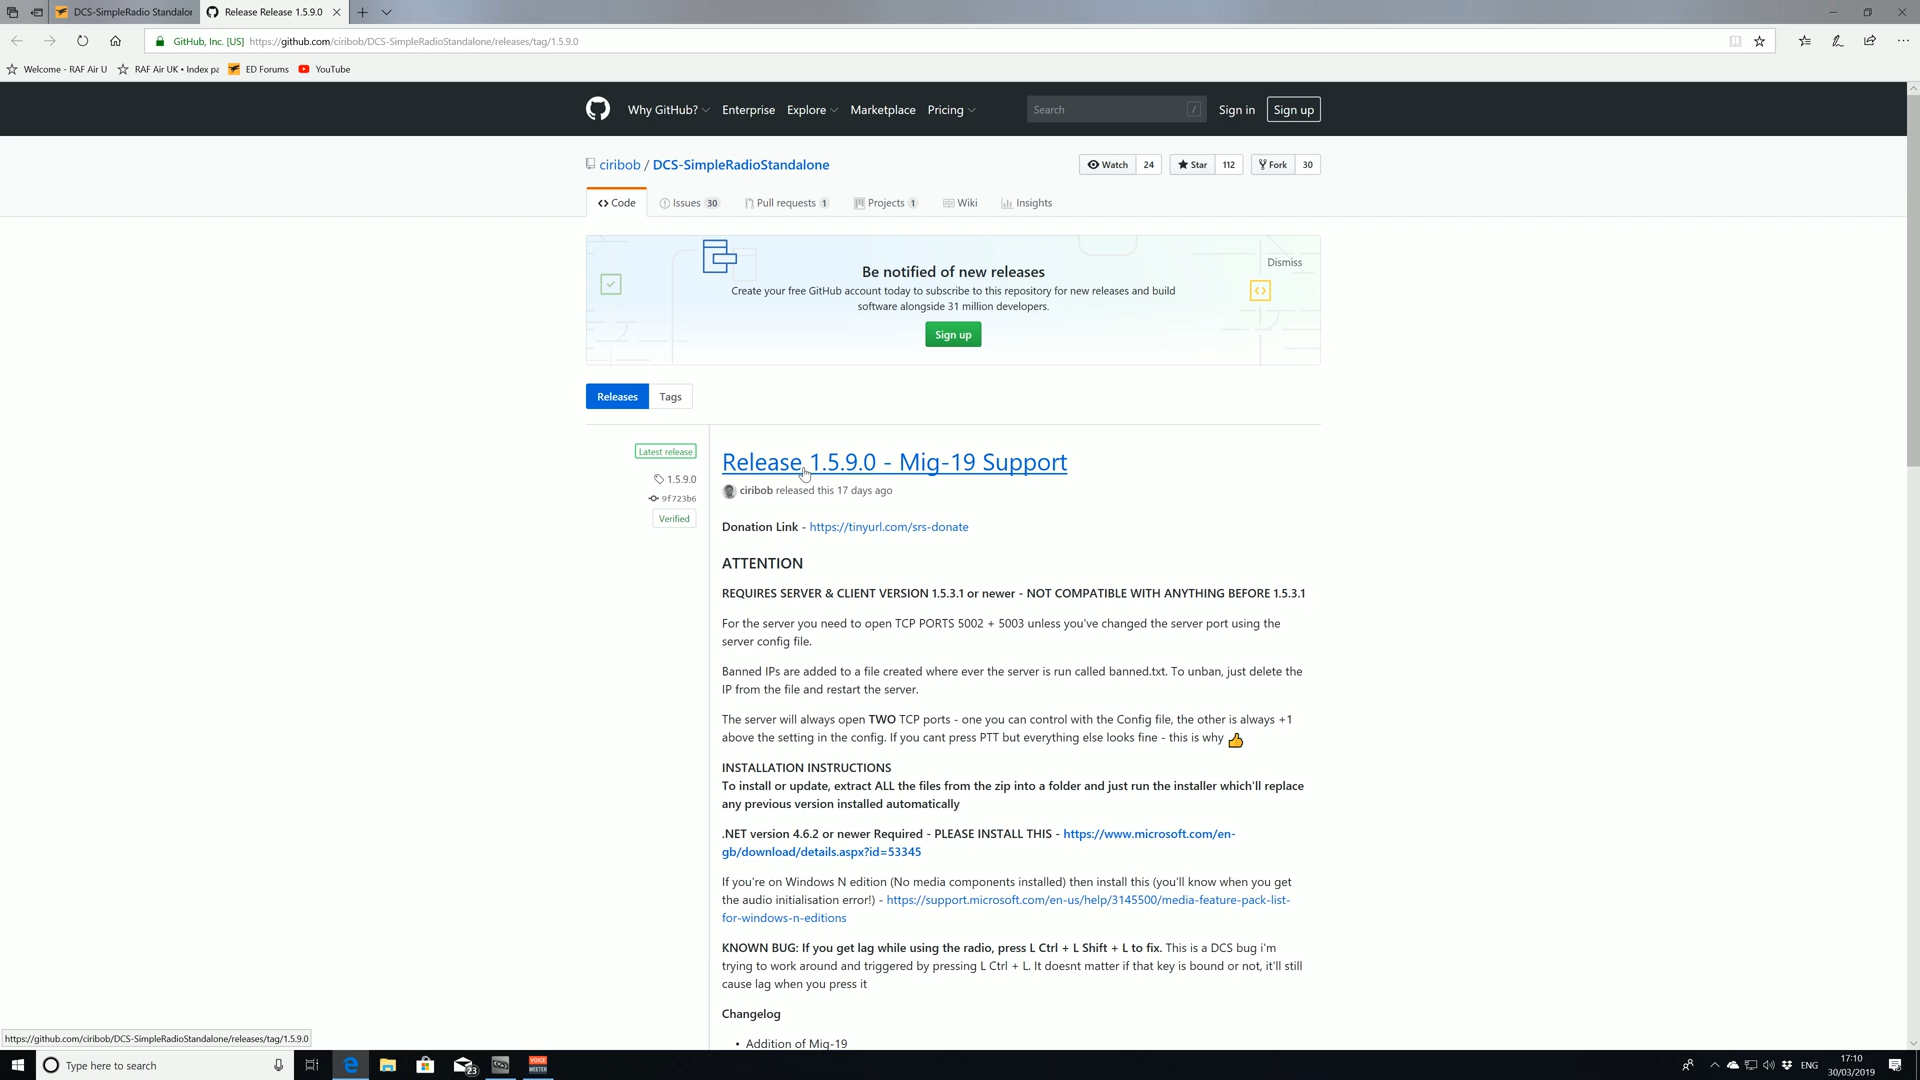 DCS-SimpleRadio Standalon
Release Release 1.5.9.0
GitHub, Inc. [US] https://github.com/ciribob/DCS-SimpleRadioStandalone/releases/tag/1.5.9.0
Welcome - RAF Air U
RAF Air UK • Index pa
ED Forums
YouTube
Why GitHub?
Enterprise
Explore
Marketplace
Pricing
Search
/
Sign in
Sign up
ciribob / DCS-SimpleRadioStandalone
Watch 24
Star 112
Fork 30
Code
Issues 30
Pull requests 1
Projects 1
Wiki
Insights
Be notified of new releases
Dismiss
Create your free GitHub account today to subscribe to this repository for new releases and build
software alongside 31 million developers.
Sign up
Releases
Tags
Latest release
1.5.9.0
9f723b6
Verified
Release 1.5.9.0 - Mig-19 Support
ciribob released this 17 days ago
Donation Link - https://tinyurl.com/srs-donate
ATTENTION
REQUIRES SERVER & CLIENT VERSION 1.5.3.1 or newer - NOT COMPATIBLE WITH ANYTHING BEFORE 1.5.3.1
For the server you need to open TCP PORTS 5002 + 5003 unless you've changed the server port using the
server config file.
Banned IPs are added to a file created where ever the server is run called banned.txt. To unban, just delete the
IP from the file and restart the server.
The server will always open TWO TCP ports - one you can control with the Config file, the other is always +1
above the setting in the config. If you cant press PTT but everything else looks fine - this is why 👍
INSTALLATION INSTRUCTIONS
To install or update, extract ALL the files from the zip into a folder and just run the installer which'll replace
any previous version installed automatically
.NET version 4.6.2 or newer Required - PLEASE INSTALL THIS - https://www.microsoft.com/en-
gb/download/details.aspx?id=53345
If you're on Windows N edition (No media components installed) then install this (you'll know when you get
the audio initialisation error!) - https://support.microsoft.com/en-us/help/3145500/media-feature-pack-list-
for-windows-n-editions
KNOWN BUG: If you get lag while using the radio, press L Ctrl + L Shift + L to fix. This is a DCS bug i'm
trying to work around and triggered by pressing L Ctrl + L. It doesnt matter if that key is bound or not, it'll still
cause lag when you press it
Changelog
• Addition of Mig-19
https://github.com/ciribob/DCS-SimpleRadioStandalone/releases/tag/1.5.9.0
Type here to search
23
VOICE
MEETER
ENG
17:10
30/03/2019